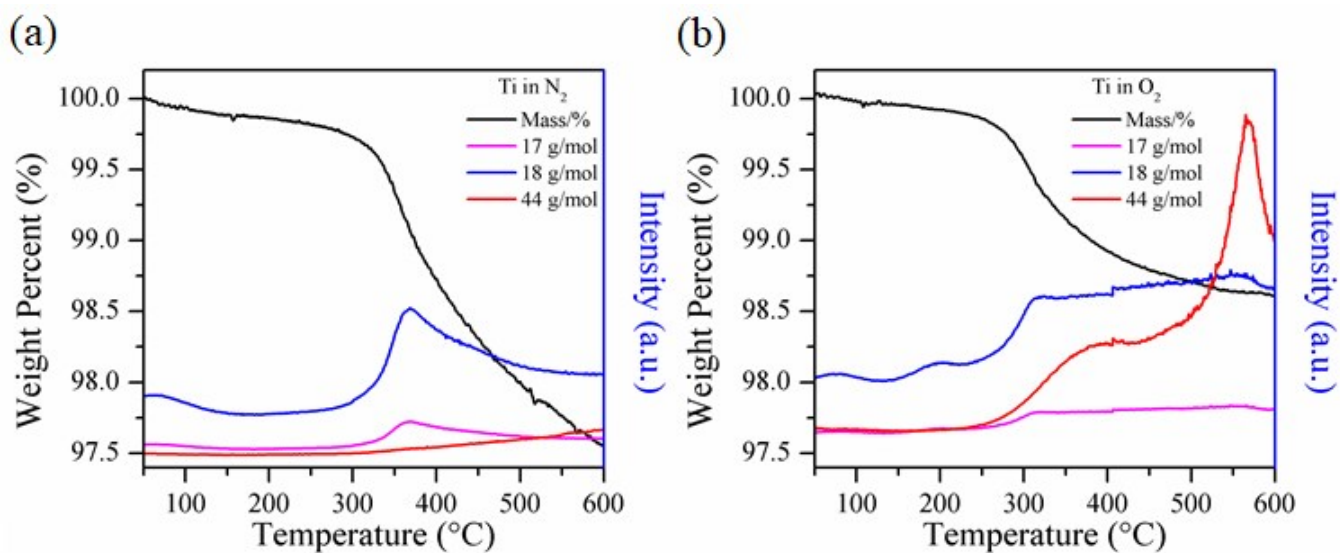 (a)
Ti in N₂
Mass/%
17 g/mol
18 g/mol
44 g/mol
100.0
99.5
99.0
98.5
98.0
97.5
Weight Percent (%)
Intensity (a.u.)
100 200 300 400 500 600
Temperature (°C)
(b)
Ti in O₂
Mass/%
17 g/mol
18 g/mol
44 g/mol
100.0
99.5
99.0
98.5
98.0
97.5
Weight Percent (%)
Intensity (a.u.)
100 200 300 400 500 600
Temperature (°C)